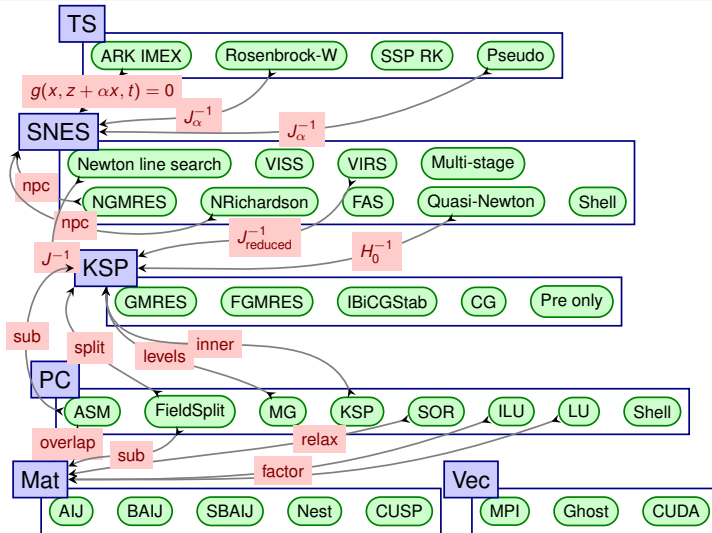 TS
ARK IMEX Rosenbrock-W SSP RK Pseudo
g(x, z + αx, t) = 0
J_α^{-1}
J_α^{-1}
SNES
Newton line search VISS VIRS Multi-stage
npc
NGMRES NRichardson FAS Quasi-Newton Shell
npc
J_reduced^{-1}
H_0^{-1}
J^{-1}
KSP
GMRES FGMRES IBiCGStab CG Pre only
sub split levels inner
PC
ASM FieldSplit MG KSP SOR ILU LU Shell
overlap sub relax
factor
Mat Vec
AIJ BAIJ SBAIJ Nest CUSP MPI Ghost CUDA